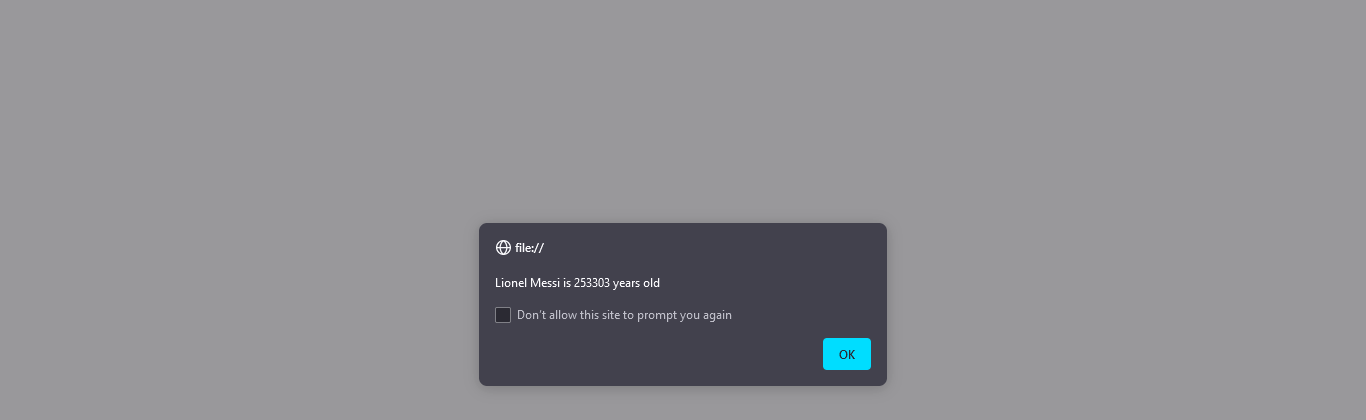 file://
Lionel Messi is 253303 years old
Don't allow this site to prompt you again
OK